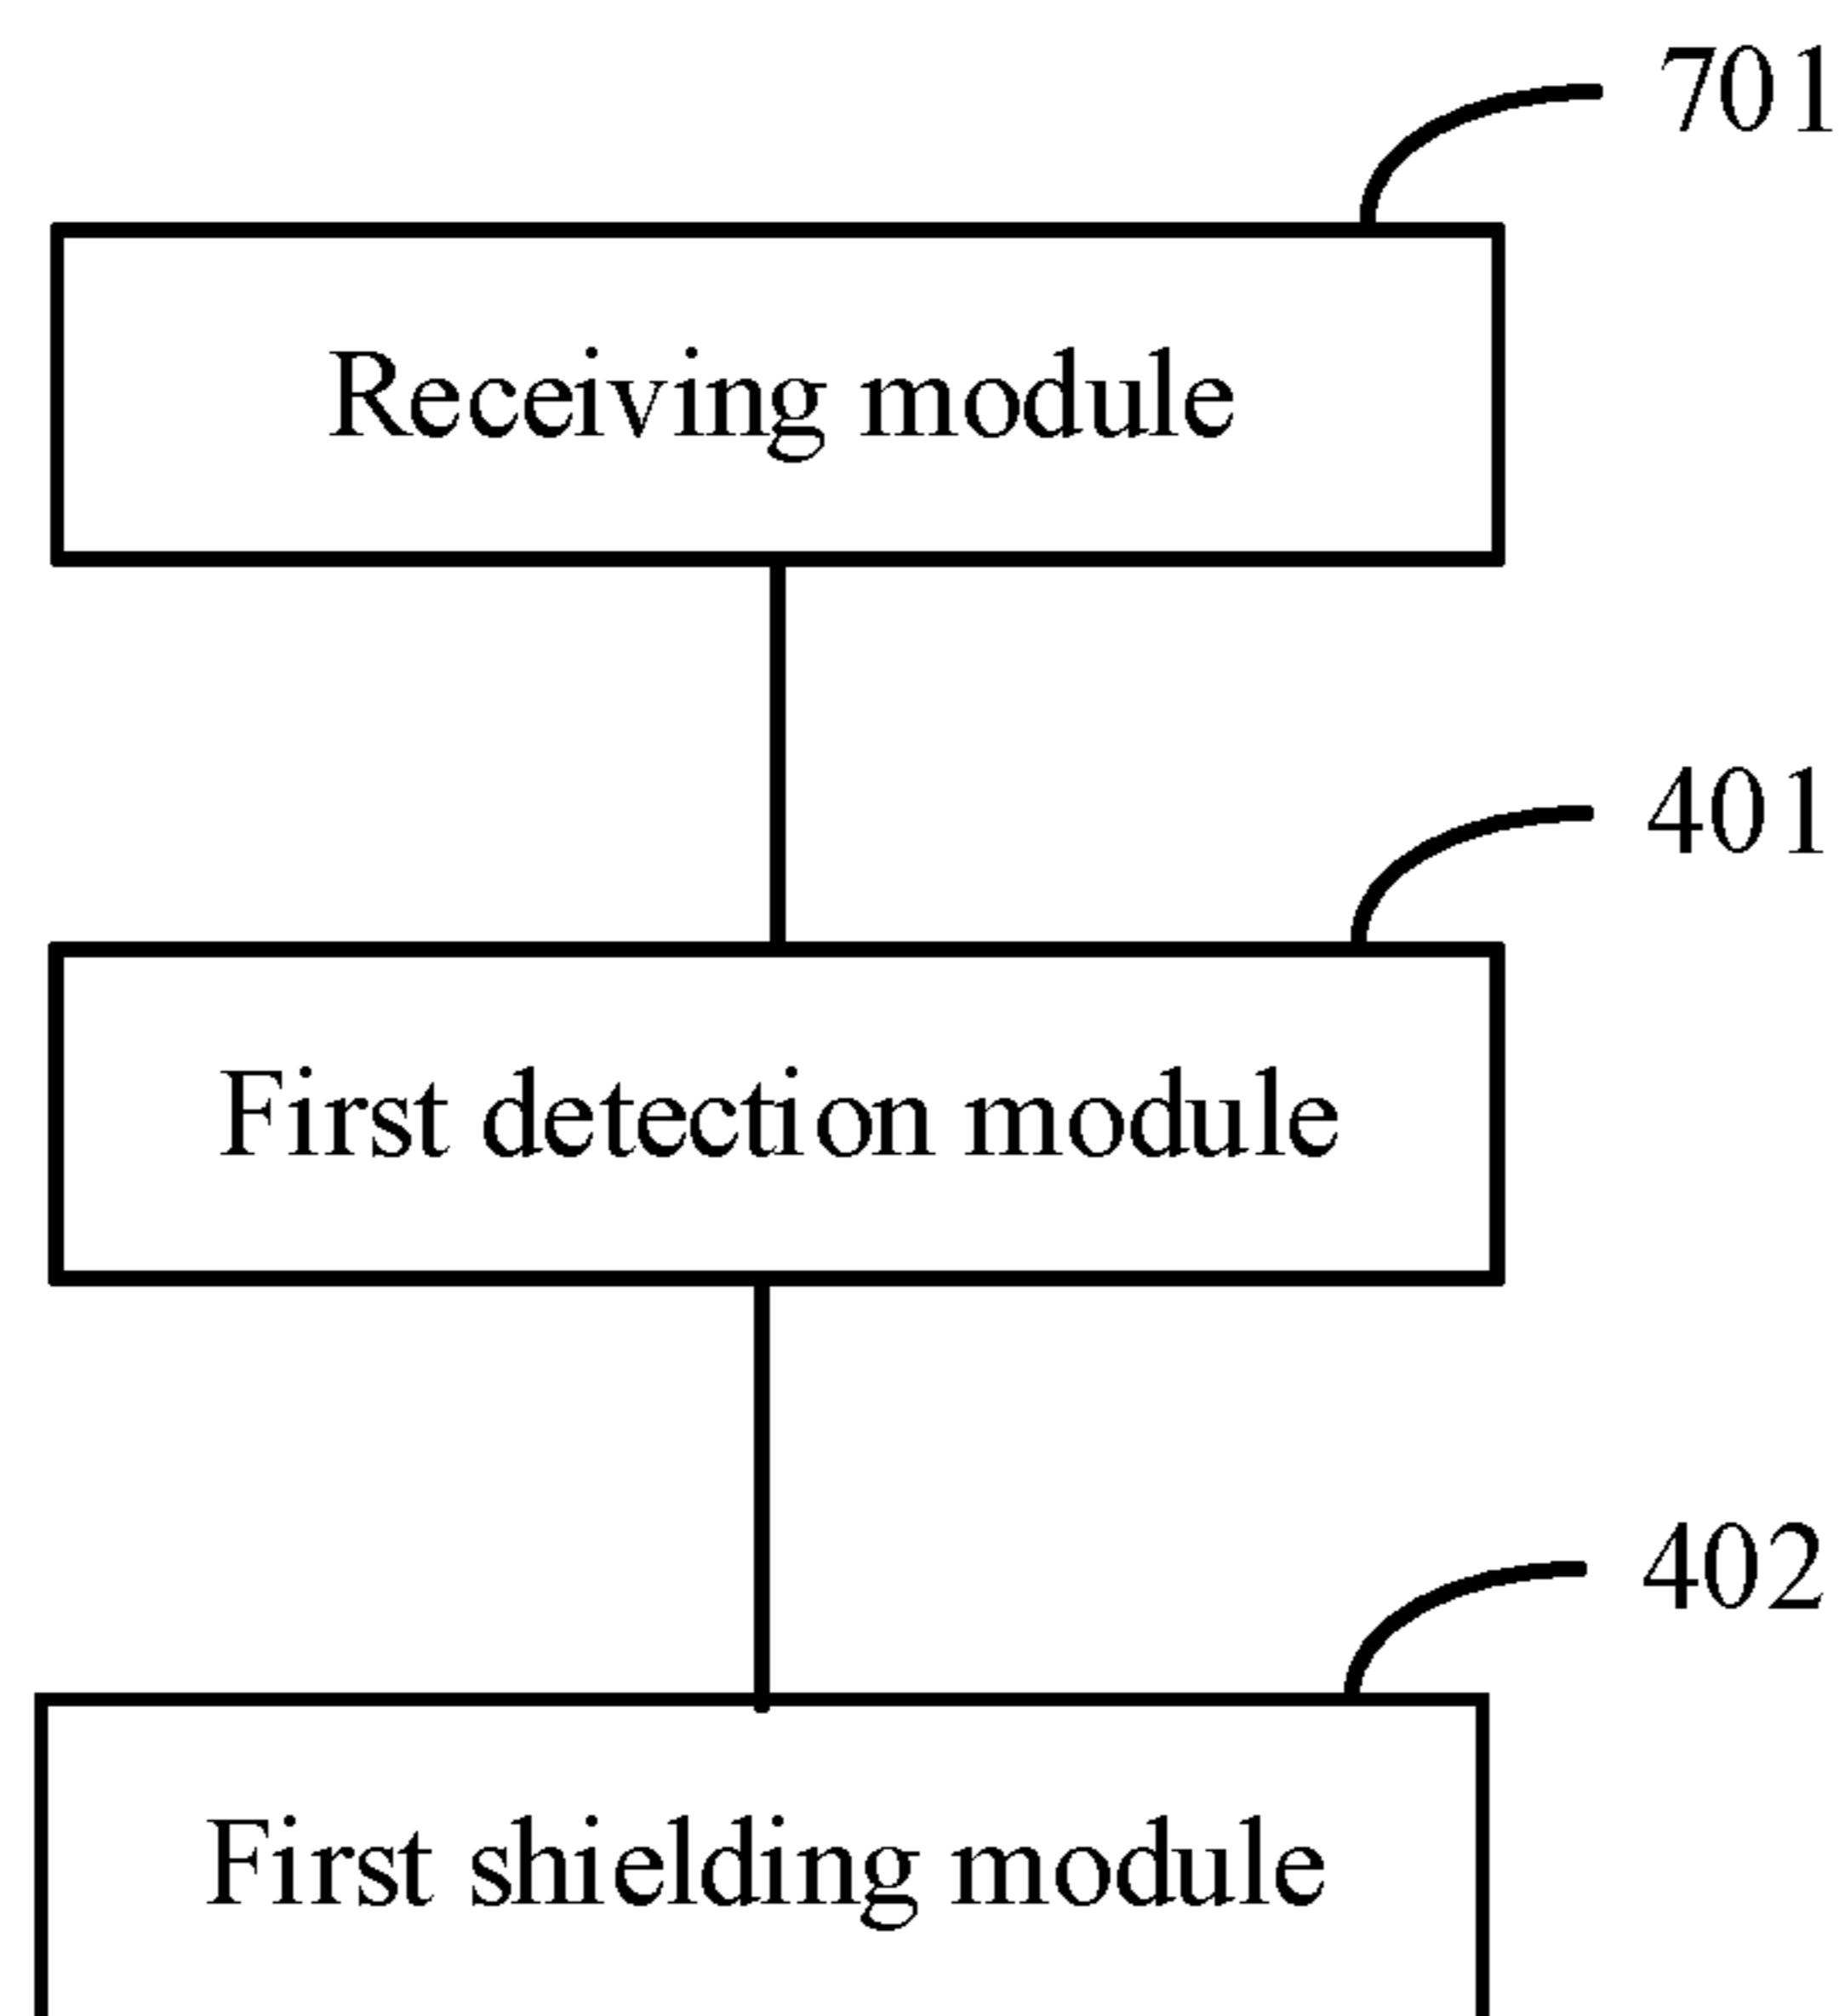 701
Receiving module
401
First detection module
402
First shielding module